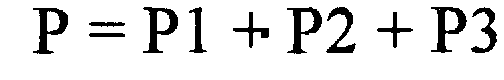 P = P1 + P2 + P3